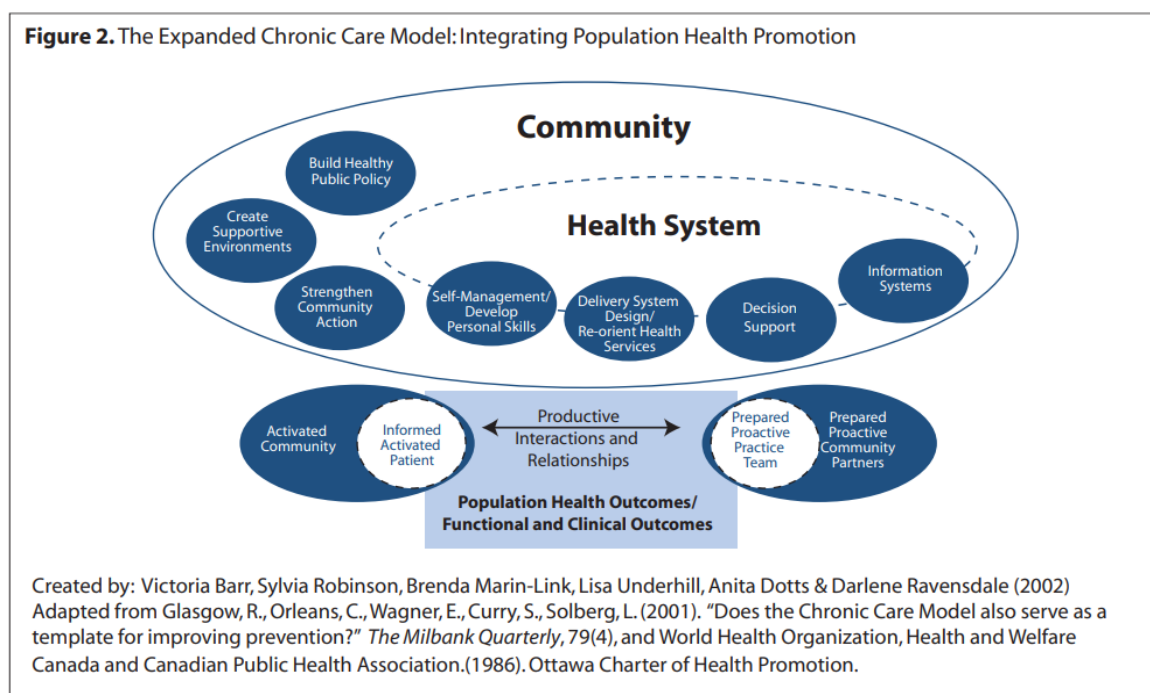 Figure 2. The Expanded Chronic Care Model: Integrating Population Health Promotion
Community
Build Healthy
Public Policy
Create
Supportive
Environments
Strengthen
Community
Action
Health System
Self-Management/
Develop
Personal Skills
Delivery System
Design/
Re-orient Health
Services
Decision
Support
Information
Systems
Activated
Community
Informed
Activated
Patient
Productive
Interactions and
Relationships
Prepared
Proactive
Practice
Team
Prepared
Proactive
Community
Partners
Population Health Outcomes/
Functional and Clinical Outcomes
Created by: Victoria Barr, Sylvia Robinson, Brenda Marin-Link, Lisa Underhill, Anita Dotts & Darlene Ravensdale (2002)
Adapted from Glasgow, R., Orleans, C., Wagner, E., Curry, S., Solberg, L. (2001). “Does the Chronic Care Model also serve as a
template for improving prevention?” The Milbank Quarterly, 79(4), and World Health Organization, Health and Welfare
Canada and Canadian Public Health Association.(1986). Ottawa Charter of Health Promotion.